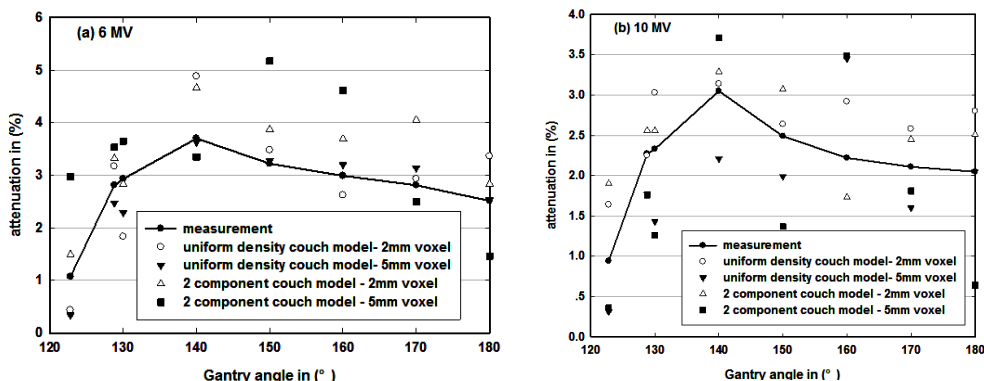 (a) 6 MV
attenuation in (%)
6
5
4
3
2
1
0
measurement
uniform density couch model- 2mm voxel
uniform density couch model- 5mm voxel
2 component couch model - 2mm voxel
2 component couch model - 5mm voxel
120 130 140 150 160 170 180
Gantry angle in (° )
(b) 10 MV
attenuation in (%)
4.0
3.5
3.0
2.5
2.0
1.5
1.0
.5
0.0
measurement
uniform density couch model- 2mm voxel
uniform density couch model- 5mm voxel
2 component couch model - 2mm voxel
2 component couch model - 5mm voxel
120 130 140 150 160 170 180
Gantry angle in (° )